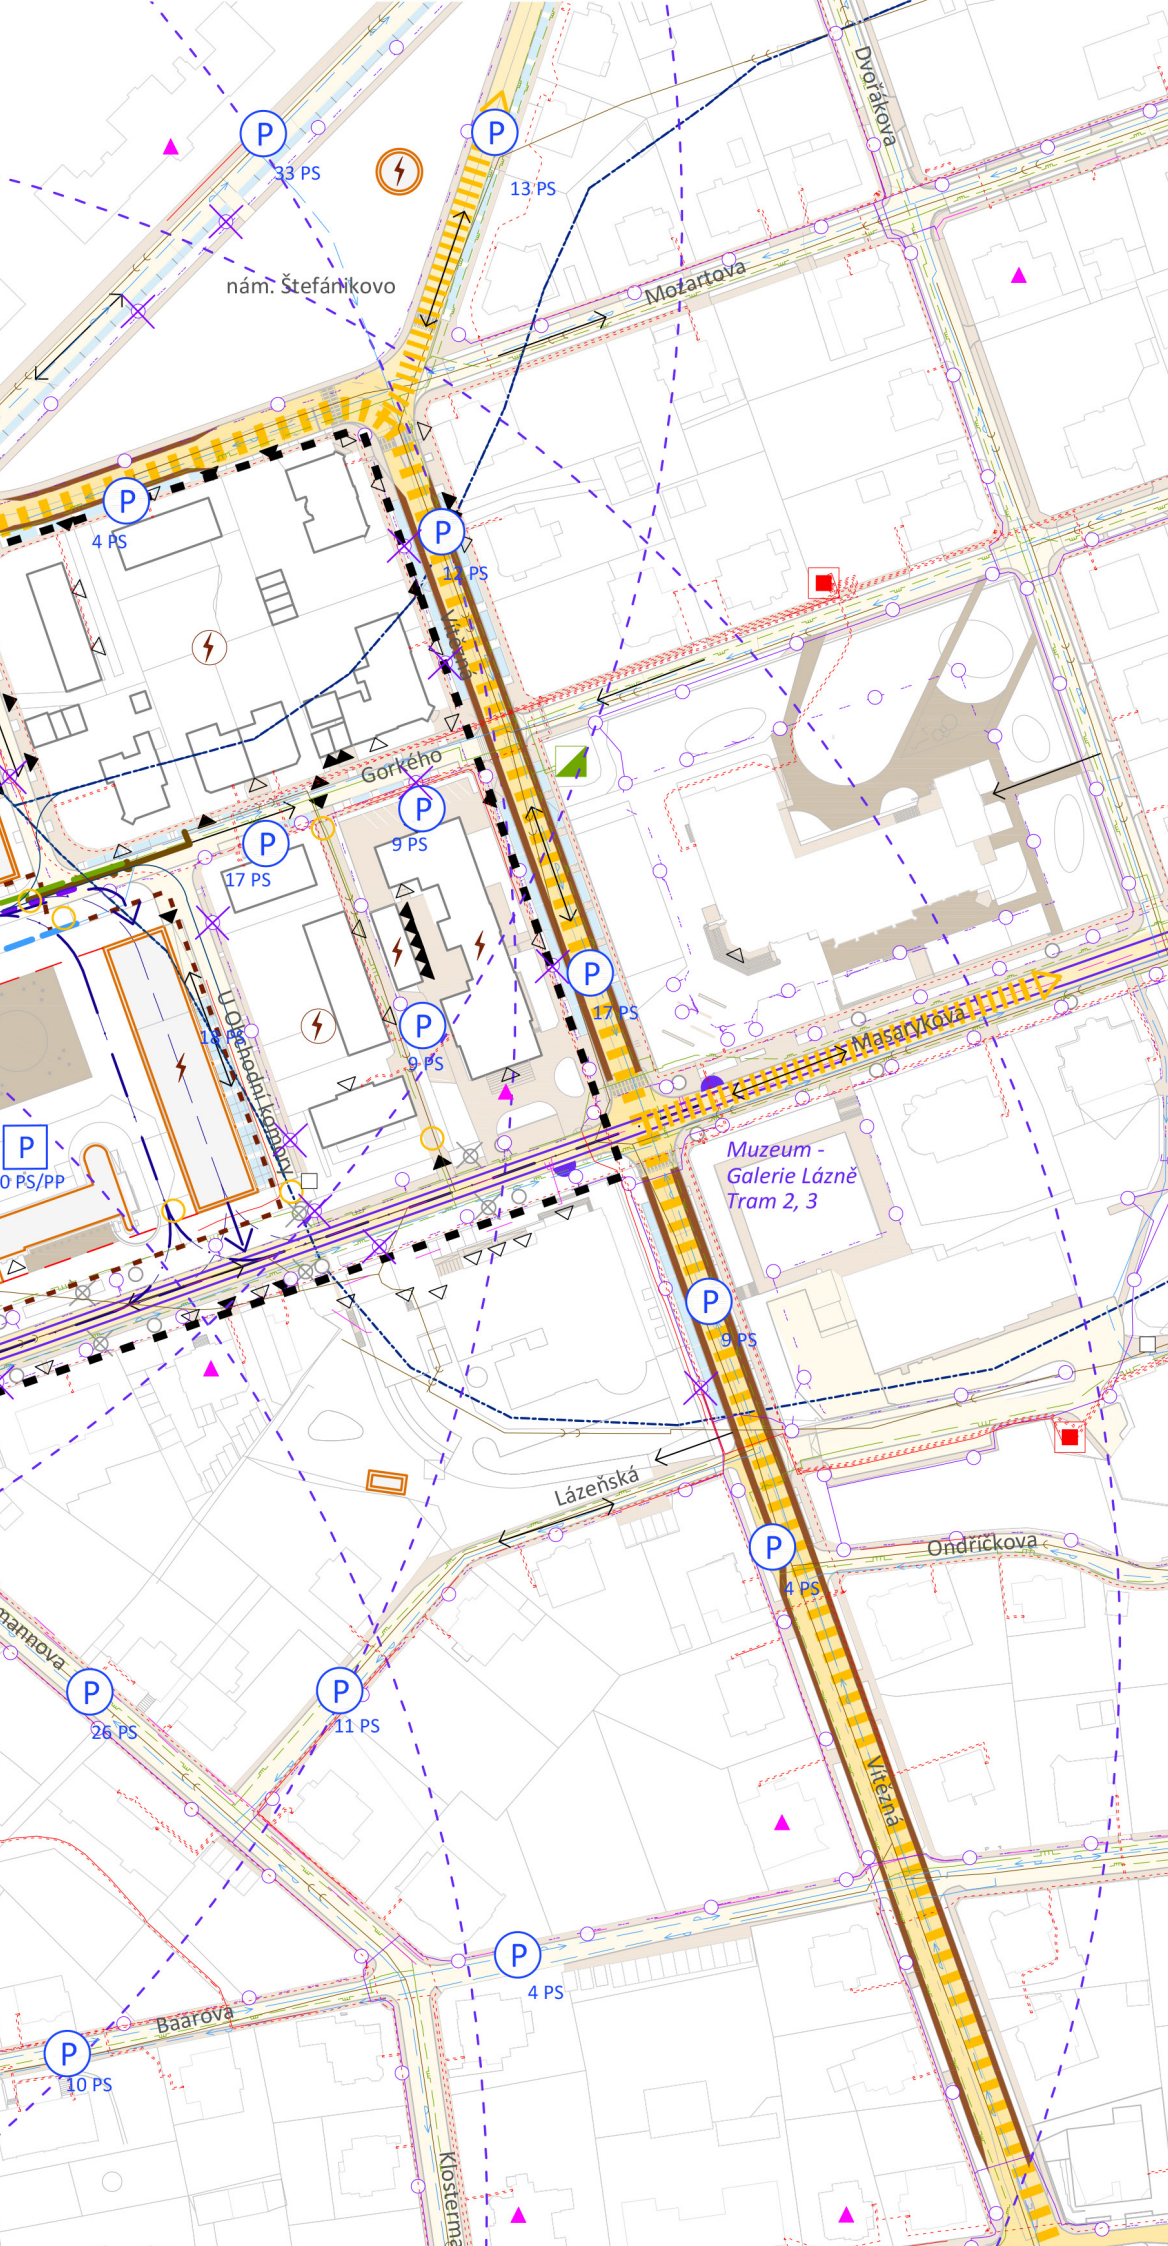 Dvořákova
P
33 PS
P
13 PS
nám. Štefánikovo
Mozartova
P
4 PS
P
12 PS
Vítězná
Gorkého
P
9 PS
P
17 PS
P
17 PS
U Obchodní komory
18 PS
P
9 PS
Masarykova
P
0 PS/PP
Muzeum -
Galerie Lázně
Tram 2, 3
P
9 PS
Lázeňská
Ondříčkova
P
4 PS
mannova
P
26 PS
P
11 PS
Vítězná
P
4 PS
Baarova
P
10 PS
Klosterma